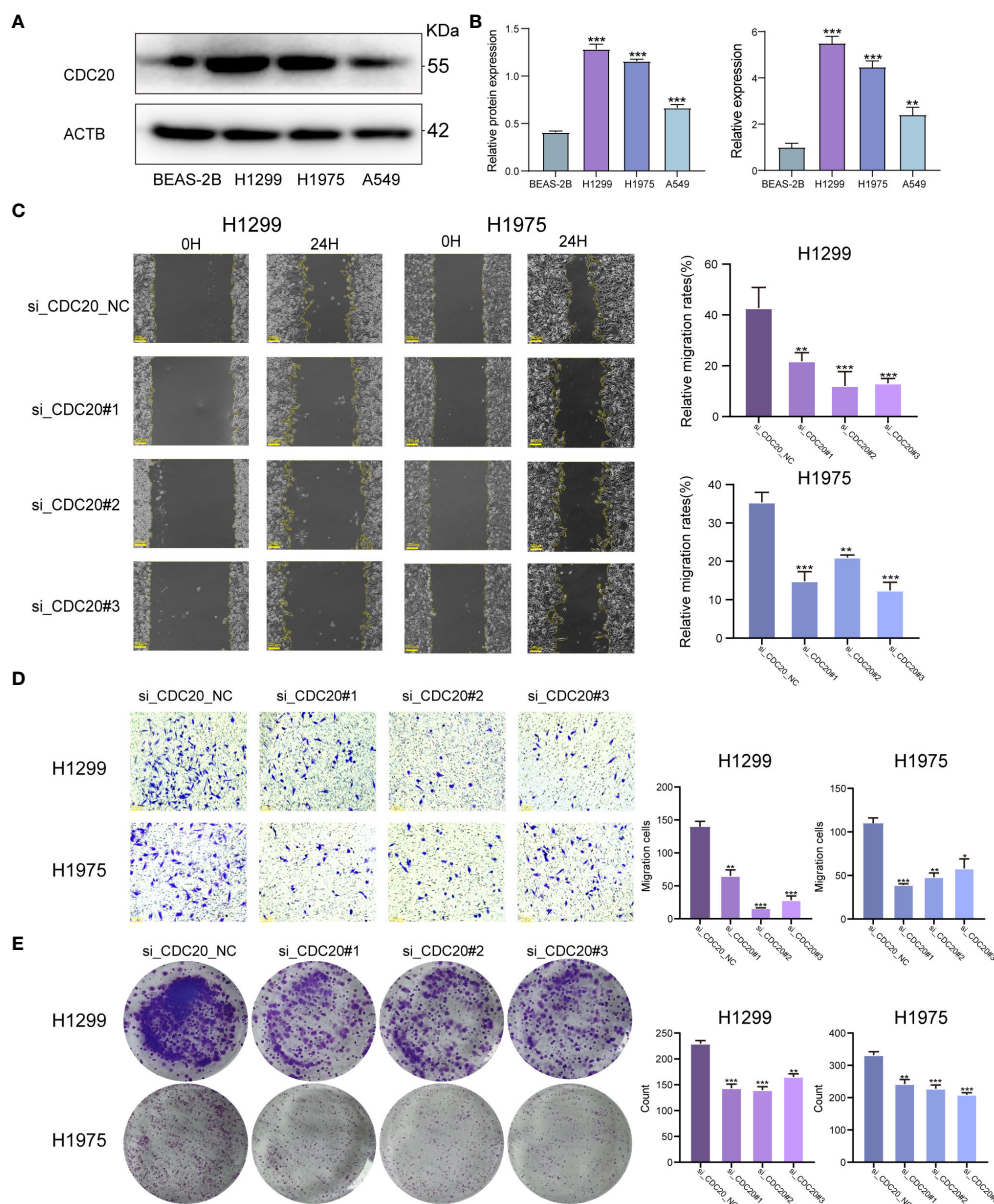 A
KDa
CDC20
55
ACTB
42
BEAS-2B H1299 H1975 A549
B
Relative protein expression
1.5
1.0
0.5
0.0
***
***
***
BEAS-2B H1299 H1975 A549
Relative expression
6
4
2
0
***
***
**
BEAS-2B H1299 H1975 A549
C
H1299 H1975
0H 24H 0H 24H
si_CDC20_NC
si_CDC20#1
si_CDC20#2
si_CDC20#3
H1299
Relative migration rates(%)
60
40
20
0
**
***
***
si_CDC20_NC
si_CDC20#1
si_CDC20#2
si_CDC20#3
H1975
Relative migration rates(%)
40
30
20
10
0
***
**
***
si_CDC20_NC
si_CDC20#1
si_CDC20#2
si_CDC20#3
D
si_CDC20_NC si_CDC20#1 si_CDC20#2 si_CDC20#3
H1299
H1975
H1299
Migration cells
200
150
100
50
0
**
***
***
si_CDC20_NC
si_CDC20#1
si_CDC20#2
si_CDC20#3
H1975
Migration cells
150
100
50
0
***
**
*
si_CDC20_NC
si_CDC20#1
si_CDC20#2
si_CDC20#3
E
si_CDC20_NC si_CDC20#1 si_CDC20#2 si_CDC20#3
H1299
H1975
H1299
Count
250
200
150
100
50
0
***
***
**
si_CDC20_NC
si_CDC20#1
si_CDC20#2
si_CDC20#3
H1975
Count
400
300
200
100
0
**
***
***
si_CDC20_NC
si_CDC20#1
si_CDC20#2